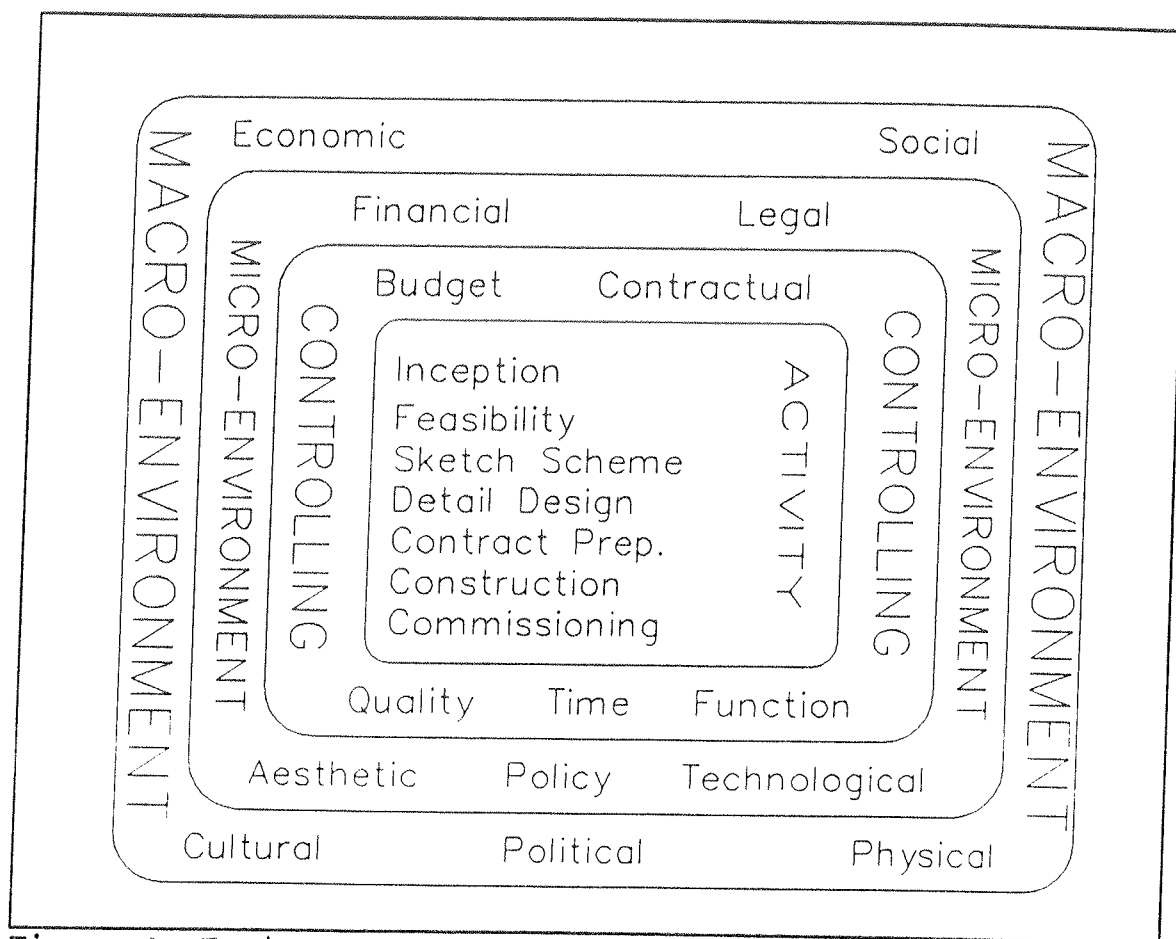 Economic Social
MACRO-ENVIRONMENT
MACRO-ENVIRONMENT
Financial Legal
MICRO-ENVIRONMENT
MICRO-ENVIRONMENT
Budget Contractual
CONTROLLING
CONTROLLING
Inception
Feasibility
Sketch Scheme
Detail Design
Contract Prep.
Construction
Commissioning
ACTIVITY
Quality Time Function
Aesthetic Policy Technological
Cultural Political Physical